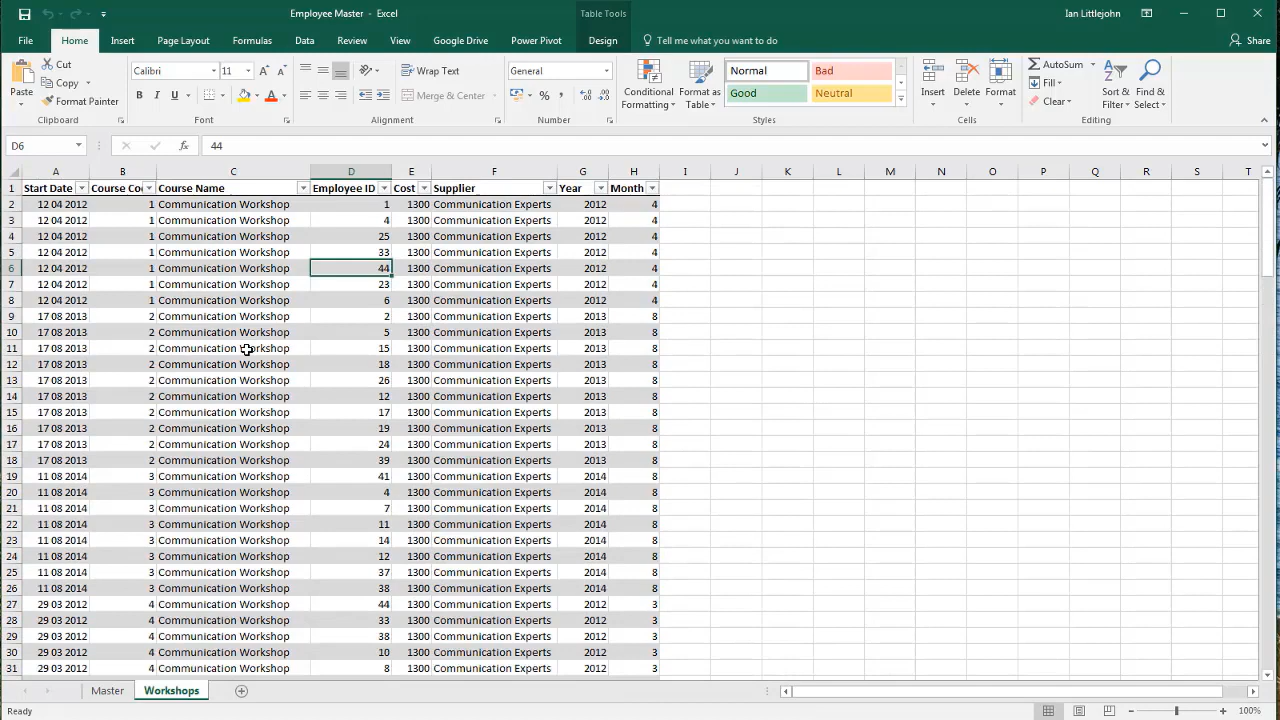 Employee Master - Excel
Table Tools
Ian Littlejohn
File Home Insert Page Layout Formulas Data Review View Google Drive Power Pivot Design Tell me what you want to do Share
Paste
Cut
Copy
Format Painter
Clipboard
Calibri 11
B I U
Font
Wrap Text
Merge & Center
Alignment
General
Number
Conditional Formatting
Format as Table
Normal Bad
Good Neutral
Styles
Insert Delete Format
Cells
AutoSum
Fill
Clear
Sort & Filter
Find & Select
Editing
D6 fx 44
A B C D E F G H I J K L M N O P Q R S T
1 Start Date Course Co Course Name Employee ID Cost Supplier Year Month
2 12 04 2012 1 Communication Workshop 1 1300 Communication Experts 2012 4
3 12 04 2012 1 Communication Workshop 4 1300 Communication Experts 2012 4
4 12 04 2012 1 Communication Workshop 25 1300 Communication Experts 2012 4
5 12 04 2012 1 Communication Workshop 33 1300 Communication Experts 2012 4
6 12 04 2012 1 Communication Workshop 44 1300 Communication Experts 2012 4
7 12 04 2012 1 Communication Workshop 23 1300 Communication Experts 2012 4
8 12 04 2012 1 Communication Workshop 6 1300 Communication Experts 2012 4
9 17 08 2013 2 Communication Workshop 2 1300 Communication Experts 2013 8
10 17 08 2013 2 Communication Workshop 5 1300 Communication Experts 2013 8
11 17 08 2013 2 Communication Workshop 15 1300 Communication Experts 2013 8
12 17 08 2013 2 Communication Workshop 18 1300 Communication Experts 2013 8
13 17 08 2013 2 Communication Workshop 26 1300 Communication Experts 2013 8
14 17 08 2013 2 Communication Workshop 12 1300 Communication Experts 2013 8
15 17 08 2013 2 Communication Workshop 17 1300 Communication Experts 2013 8
16 17 08 2013 2 Communication Workshop 19 1300 Communication Experts 2013 8
17 17 08 2013 2 Communication Workshop 24 1300 Communication Experts 2013 8
18 17 08 2013 2 Communication Workshop 39 1300 Communication Experts 2013 8
19 11 08 2014 3 Communication Workshop 41 1300 Communication Experts 2014 8
20 11 08 2014 3 Communication Workshop 4 1300 Communication Experts 2014 8
21 11 08 2014 3 Communication Workshop 7 1300 Communication Experts 2014 8
22 11 08 2014 3 Communication Workshop 11 1300 Communication Experts 2014 8
23 11 08 2014 3 Communication Workshop 14 1300 Communication Experts 2014 8
24 11 08 2014 3 Communication Workshop 12 1300 Communication Experts 2014 8
25 11 08 2014 3 Communication Workshop 37 1300 Communication Experts 2014 8
26 11 08 2014 3 Communication Workshop 38 1300 Communication Experts 2014 8
27 29 03 2012 4 Communication Workshop 44 1300 Communication Experts 2012 3
28 29 03 2012 4 Communication Workshop 33 1300 Communication Experts 2012 3
29 29 03 2012 4 Communication Workshop 38 1300 Communication Experts 2012 3
30 29 03 2012 4 Communication Workshop 10 1300 Communication Experts 2012 3
31 29 03 2012 4 Communication Workshop 8 1300 Communication Experts 2012 3
Master Workshops
Ready 100%